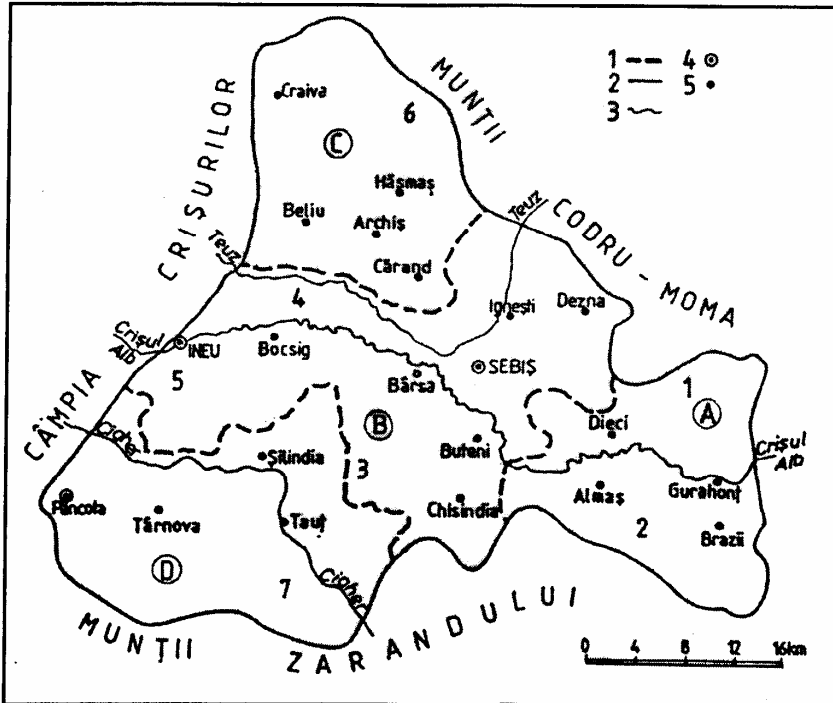 1
4
2
5
3
MUNȚII
CODRU - MOMA
CRIȘURILOR
CÂMPIA
MUNȚII
ZARANDULUI
Craiva
6
C
Hășmaș
Beliu
Archiș
Teuz
Teuz
Cărand
4
Ignești
Dezna
Crișul
Alb
INEU
Bocsig
SEBIȘ
5
Bârsa
1
A
B
Dieci
Cigher
Șilindia
3
Buteni
Crișul
Alb
Almaș
Gurahonț
Pâncota
Târnova
Tauț
Chisindia
2
Brazii
D
7
Cigher
0 4 8 12 16km